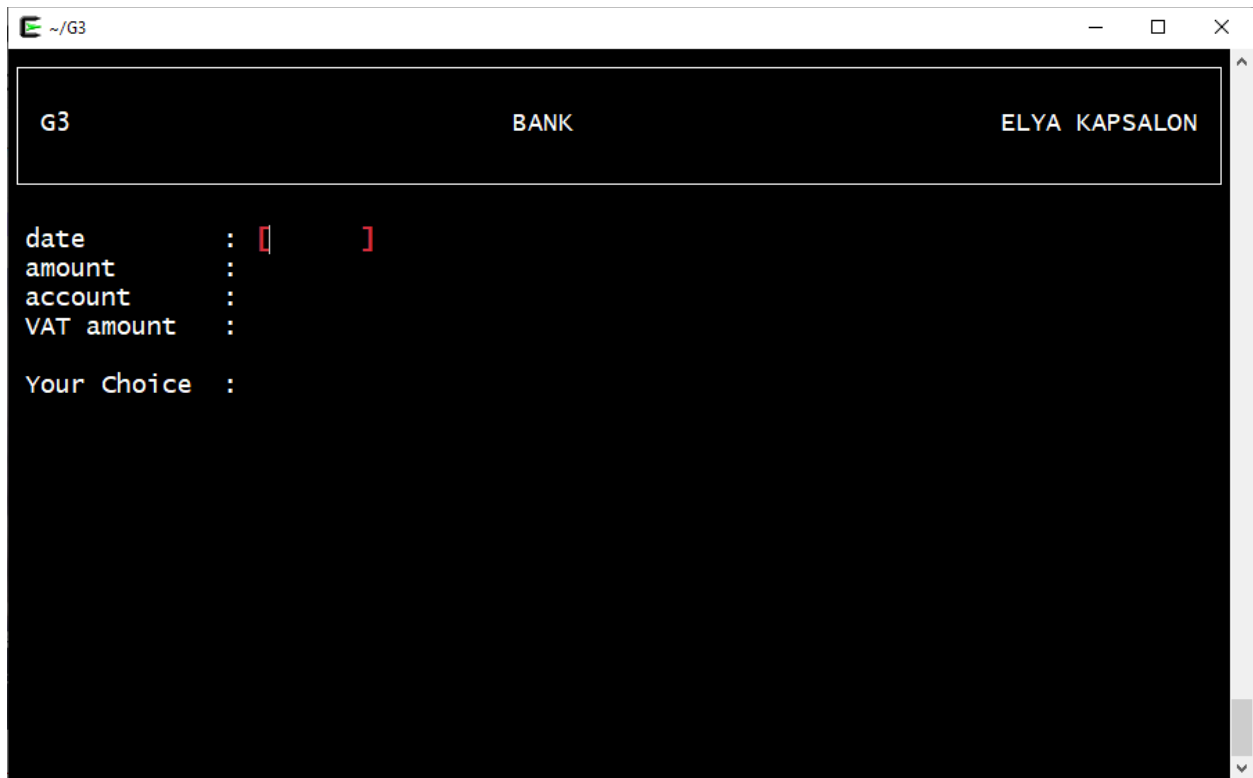 ~/G3
G3 BANK ELYA KAPSALON
date : [ ]
amount :
account :
VAT amount :
Your Choice :